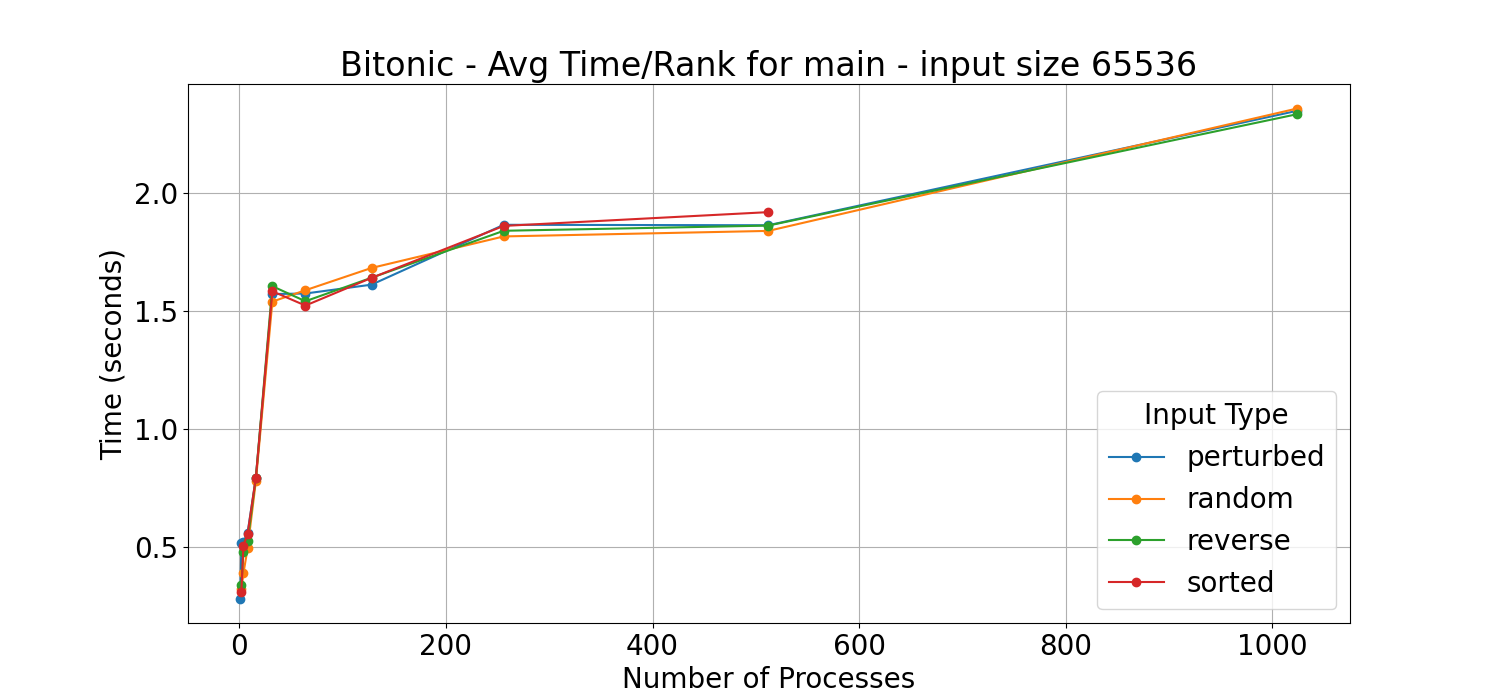 Bitonic - Avg Time/Rank for main - input size 65536
2.0
1.5
1.0
0.5
Time (seconds)
Input Type
perturbed
random
reverse
sorted
0 200 400 600 800 1000
Number of Processes